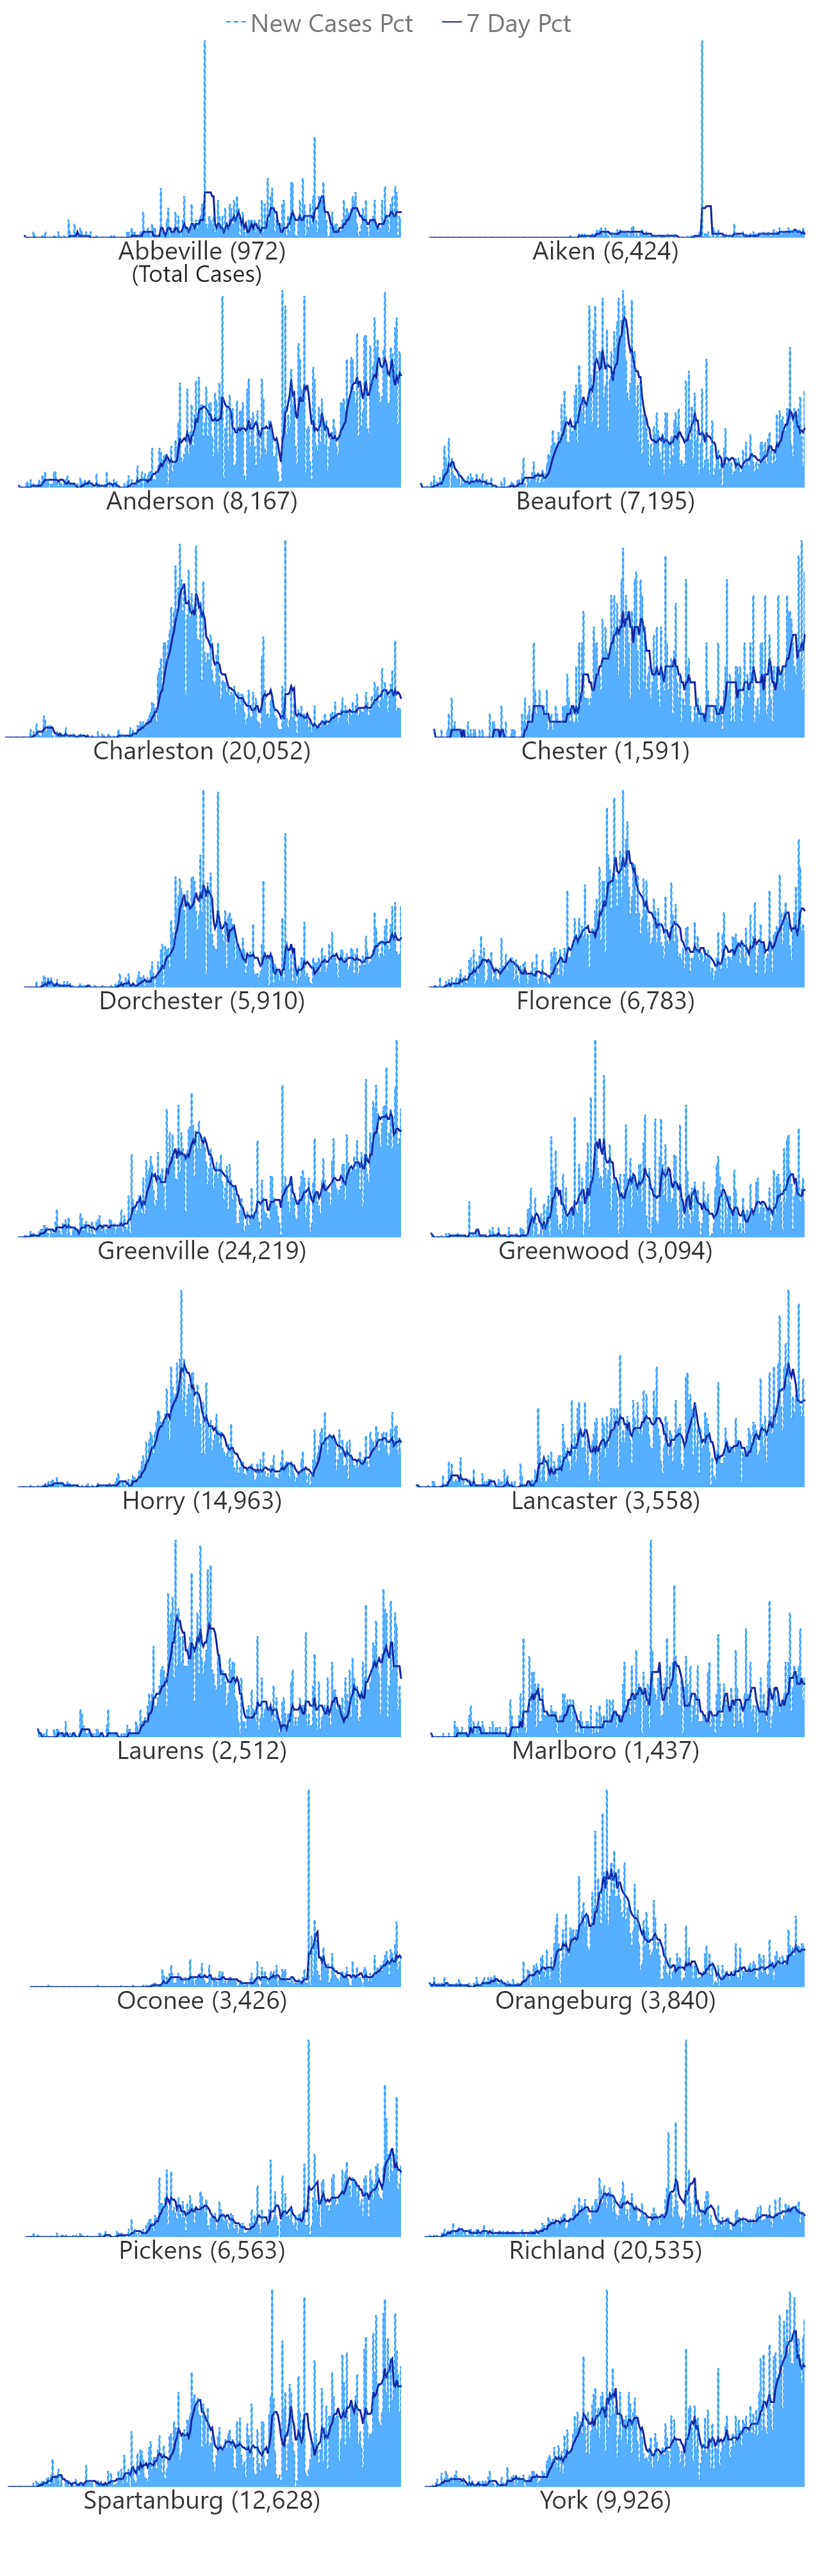 New Cases Pct 7 Day Pct
Abbeville (972) Aiken (6,424)
(Total Cases)
Anderson (8,167) Beaufort (7,195)
Charleston (20,052) Chester (1,591)
Dorchester (5,910) Florence (6,783)
Greenville (24,219) Greenwood (3,094)
Horry (14,963) Lancaster (3,558)
Laurens (2,512) Marlboro (1,437)
Oconee (3,426) Orangeburg (3,840)
Pickens (6,563) Richland (20,535)
Spartanburg (12,628) York (9,926)